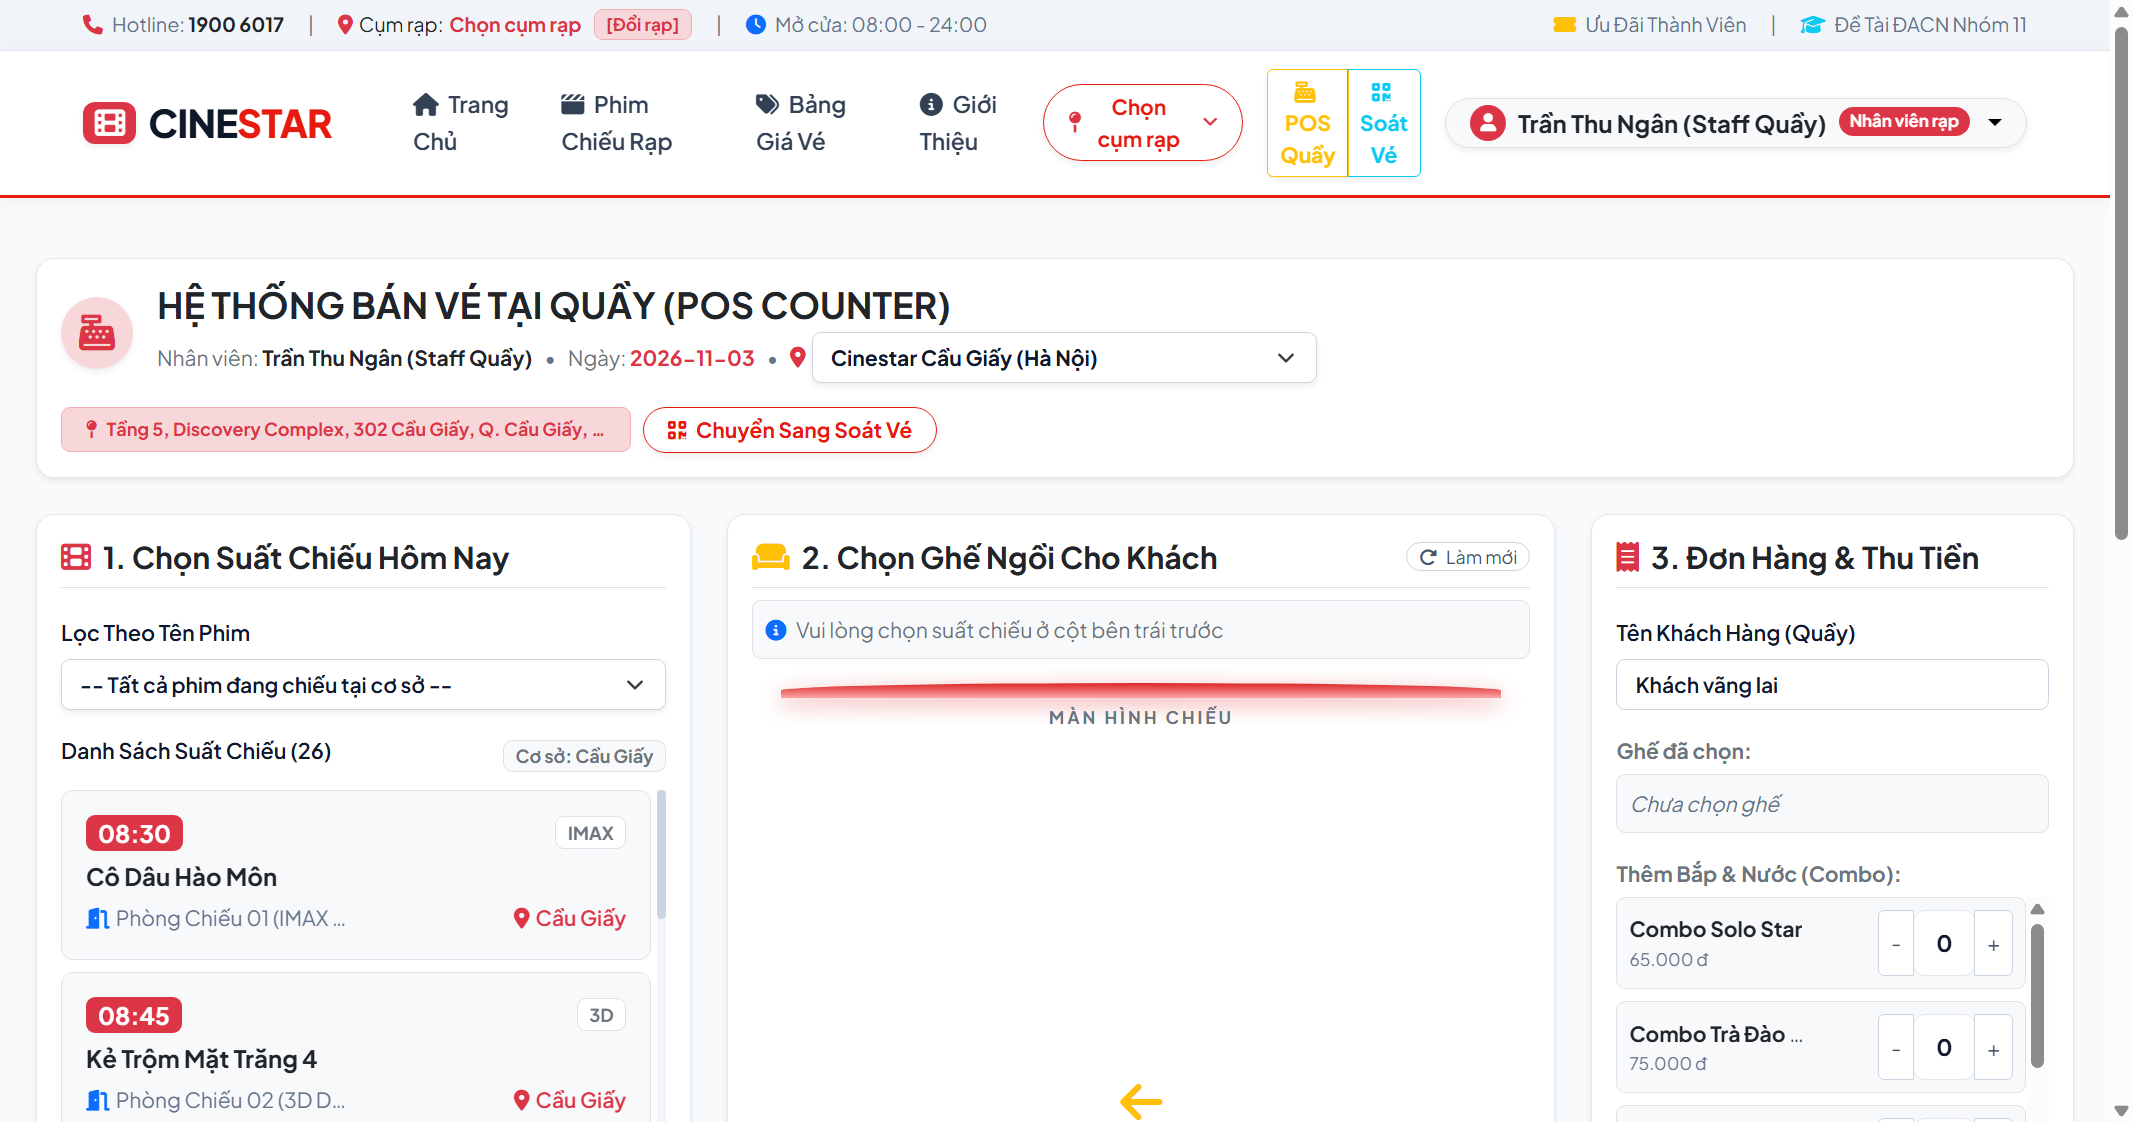 Hotline: 1900 6017 | Cụm rạp: Chọn cụm rạp [Đổi rạp] | Mở cửa: 08:00 - 24:00
Ưu Đãi Thành Viên | Đề Tài ĐACN Nhóm 11
CINESTAR
Trang Chủ
Phim Chiếu Rạp
Bảng Giá Vé
Giới Thiệu
Chọn cụm rạp
POS Quầy
Soát Vé
Trần Thu Ngân (Staff Quầy) Nhân viên rạp
HỆ THỐNG BÁN VÉ TẠI QUẦY (POS COUNTER)
Nhân viên: Trần Thu Ngân (Staff Quầy) • Ngày: 2026-11-03 • Cinestar Cầu Giấy (Hà Nội)
Tầng 5, Discovery Complex, 302 Cầu Giấy, Q. Cầu Giấy, ...
Chuyển Sang Soát Vé
1. Chọn Suất Chiếu Hôm Nay
Lọc Theo Tên Phim
-- Tất cả phim đang chiếu tại cơ sở --
Danh Sách Suất Chiếu (26)
Cơ sở: Cầu Giấy
08:30
IMAX
Cô Dâu Hào Môn
Phòng Chiếu 01 (IMAX ...
Cầu Giấy
08:45
3D
Kẻ Trộm Mặt Trăng 4
Phòng Chiếu 02 (3D D...
Cầu Giấy
2. Chọn Ghế Ngồi Cho Khách
Làm mới
Vui lòng chọn suất chiếu ở cột bên trái trước
MÀN HÌNH CHIẾU
3. Đơn Hàng & Thu Tiền
Tên Khách Hàng (Quầy)
Khách vãng lai
Ghế đã chọn:
Chưa chọn ghế
Thêm Bắp & Nước (Combo):
Combo Solo Star
65.000 đ
- 0 +
Combo Trà Đào ...
75.000 đ
- 0 +